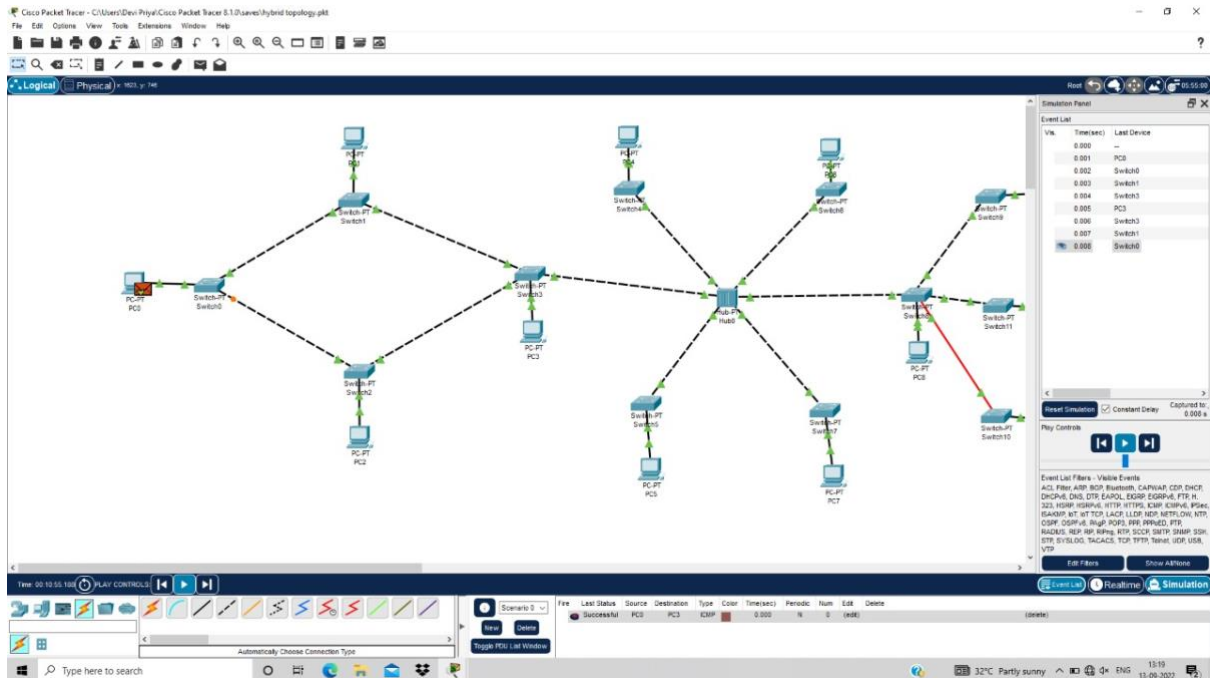 Cisco Packet Tracer - C:\Users\Devi Priya\Cisco Packet Tracer 8.1.0\saves\hybrid topology.pkt
File Edit Options View Tools Extensions Window Help
?
Logical Physical x: 1623, y: 746 Root 05:55:00
Simulation Panel
Event List
Vis. Time(sec) Last Device
0.000 --
0.001 PC0
0.002 Switch0
0.003 Switch1
0.004 Switch3
0.005 PC3
0.006 Switch3
0.007 Switch1
0.008 Switch0
Reset Simulation Constant Delay Captured to:
0.008 s
Play Controls
Event List Filters - Visible Events
ACL Filter, ARP, BGP, Bluetooth, CAPWAP, CDP, DHCP,
DHCPv6, DNS, DTP, EAPOL, EIGRP, EIGRPv6, FTP, H.
323, HSRP, HSRPv6, HTTP, HTTPS, ICMP, ICMPv6, IPSec,
ISAKMP, IoT, IoT TCP, LACP, LLDP, NDP, NETFLOW, NTP,
OSPF, OSPFv6, PAgP, POP3, PPP, PPPoED, PTP,
RADIUS, REP, RIP, RIPng, RTP, SCCP, SMTP, SNMP, SSH,
STP, SYSLOG, TACACS, TCP, TFTP, Telnet, UDP, USB,
VTP
Edit Filters Show All/None
Event List Realtime Simulation
PC-PT
PC0
Switch-PT
Switch0
PC-PT
PC1
Switch-PT
Switch1
Switch-PT
Switch2
PC-PT
PC2
Switch-PT
Switch3
PC-PT
PC3
PC-PT
Switch-PT
Switch4
PC-PT
Switch-PT
Hub-PT
Hub0
Switch-PT
Switch5
PC-PT
PC5
Switch-PT
Switch7
PC-PT
PC7
Switch-PT
PC-PT
Switch-PT
Switch-PT
Switch11
Switch-PT
Switch10
Time: 00:10:55.188 PLAY CONTROLS:
Automatically Choose Connection Type
Scenario 0
New Delete
Toggle PDU List Window
Fire Last Status Source Destination Type Color Time(sec) Periodic Num Edit Delete
Successful PC0 PC3 ICMP 0.000 N 0 (edit) (delete)
Type here to search
32°C Partly sunny ENG 13:19
13-09-2022